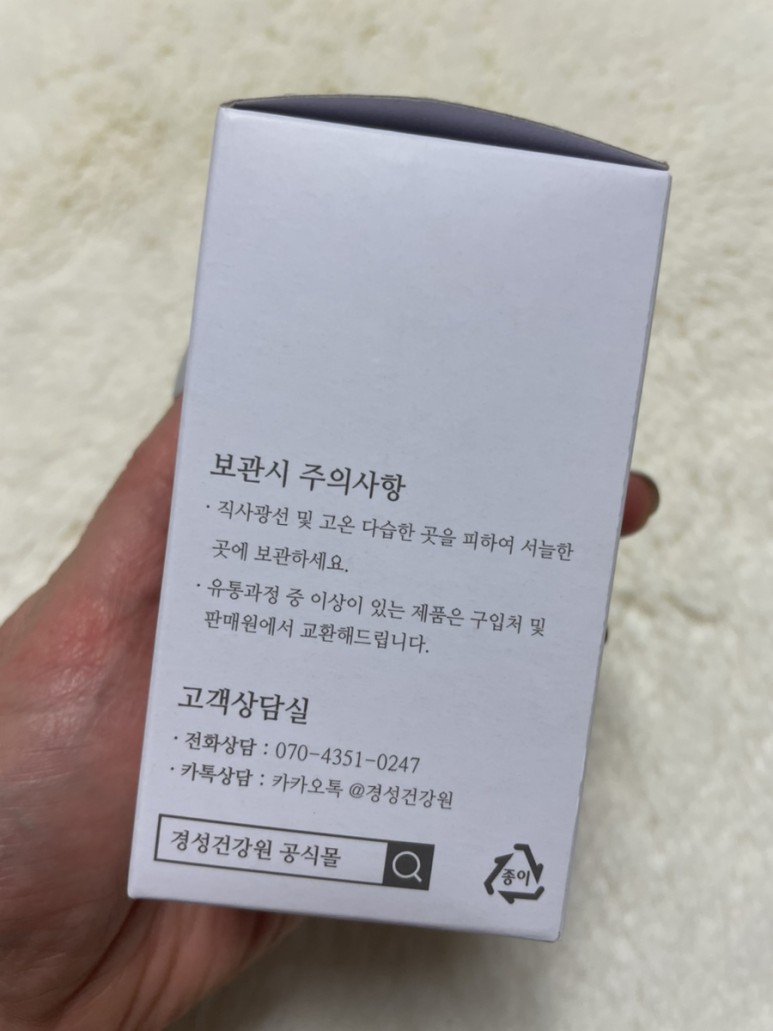 보관시 주의사항
· 직사광선 및 고온 다습한 곳을 피하여 서늘한
곳에 보관하세요.
· 유통과정 중 이상이 있는 제품은 구입처 및
판매원에서 교환해드립니다.
고객상담실
· 전화상담 : 070-4351-0247
· 카톡상담 : 카카오톡 @경성건강원
경성건강원 공식몰
종이